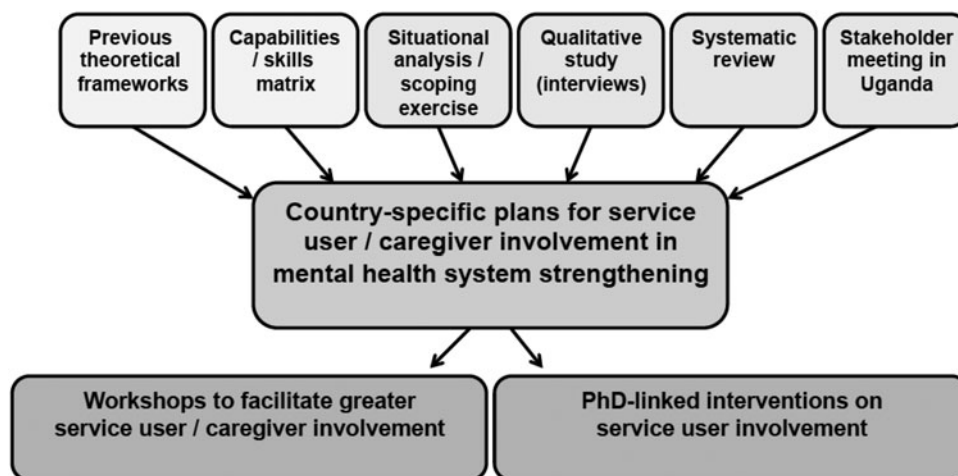 Previous
theoretical
frameworks
Capabilities
/ skills
matrix
Situational
analysis /
scoping
exercise
Qualitative
study
(interviews)
Systematic
review
Stakeholder
meeting in
Uganda
Country-specific plans for service
user / caregiver involvement in
mental health system strengthening
Workshops to facilitate greater
service user / caregiver involvement
PhD-linked interventions on
service user involvement